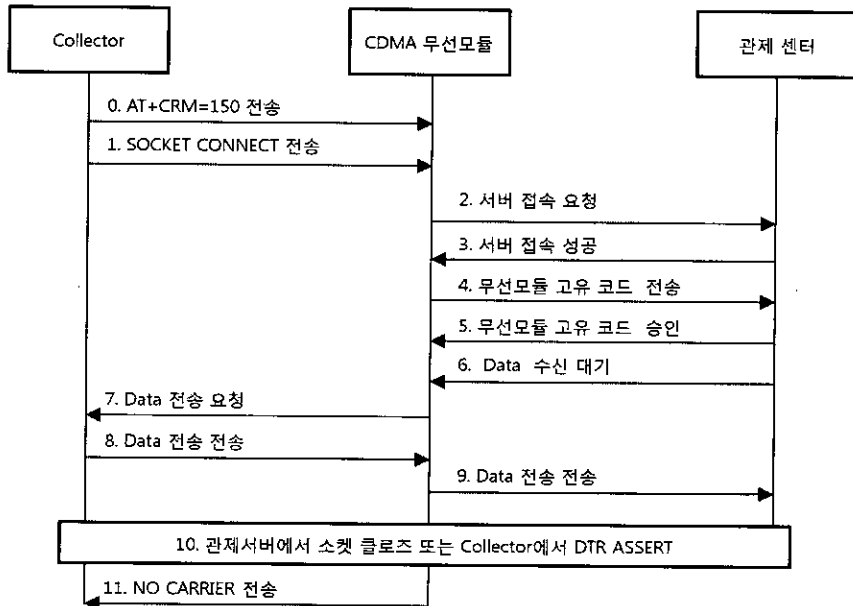 Collector
CDMA 무선모듈
관제 센터
0. AT+CRM=150 전송
1. SOCKET CONNECT 전송
2. 서버 접속 요청
3. 서버 접속 성공
4. 무선모듈 고유 코드 전송
5. 무선모듈 고유 코드 승인
6. Data 수신 대기
7. Data 전송 요청
8. Data 전송 전송
9. Data 전송 전송
10. 관제서버에서 소켓 클로즈 또는 Collector에서 DTR ASSERT
11. NO CARRIER 전송